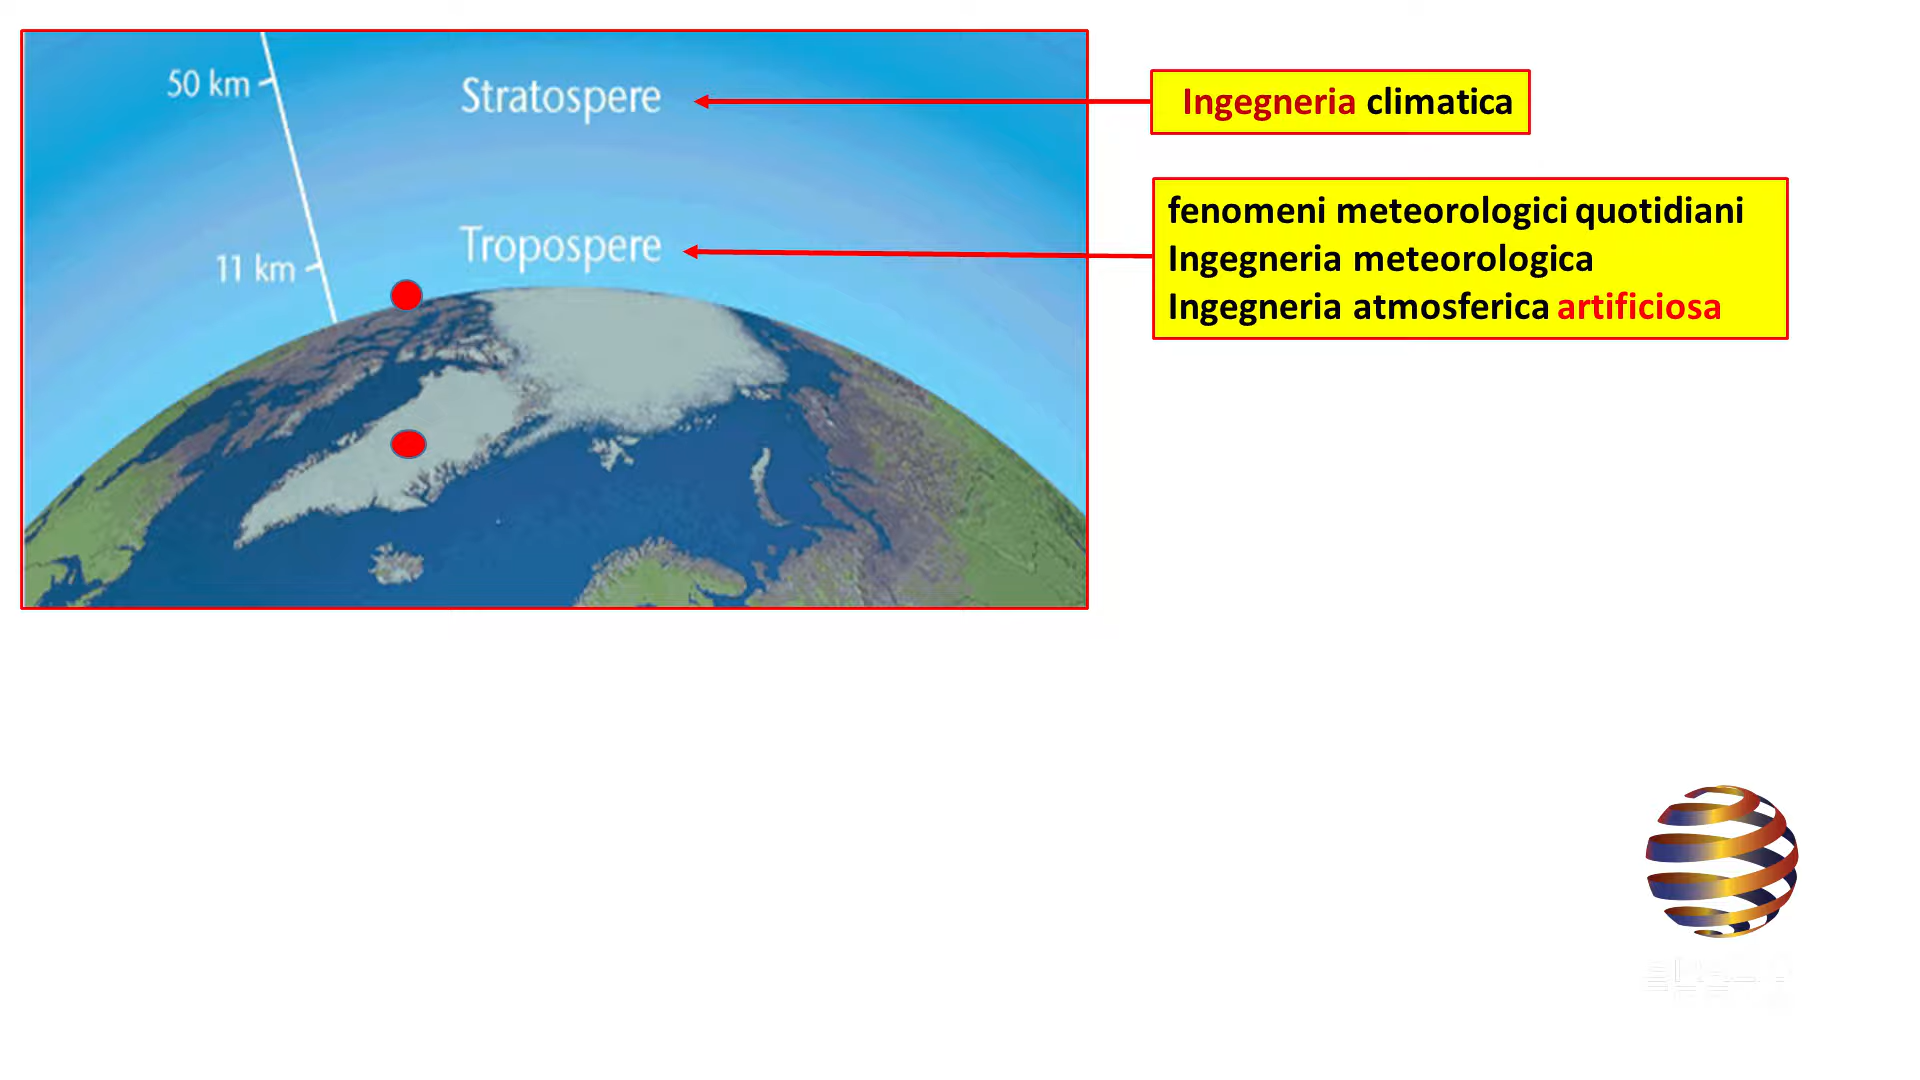 50 km
Stratospere
Ingegneria climatica
11 km
Tropospere
fenomeni meteorologici quotidiani
Ingegneria meteorologica
Ingegneria atmosferica artificiosa